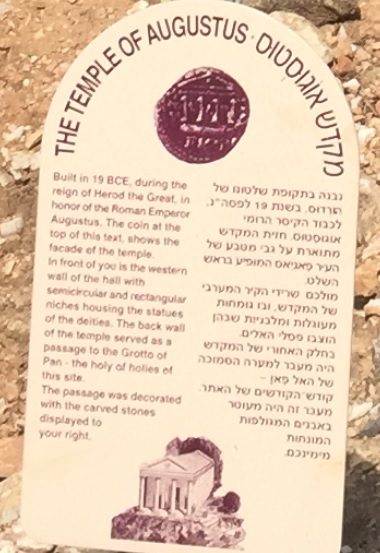 THE TEMPLE OF AUGUSTUS · מקדש אוגוסטוס
Built in 19 BCE, during the
reign of Herod the Great, in
honor of the Roman Emperor
Augustus. The coin at the
top of this text, shows the
facade of the temple.
In front of you is the western
wall of the hall with
semicircular and rectangular
niches housing the statues
of the deities. The back wall
of the temple served as a
passage to the Grotto of
Pan - the holy of holies of
this site.
The passage was decorated
with the carved stones
displayed to
your right.
נבנה בתקופת שלטונו של
הורדוס, בשנת 19 לפסה"נ,
לכבוד הקיסר הרומי
אוגוסטוס. חזית המקדש
מתוארת על גבי מטבע של
העיר פאניאס המופיע בראש
השלט.
מולכם שרידי הקיר המערבי
של המקדש, ובו גומחות
מעוגלות ומלבניות שבהן
הוצבו פסלי האלים.
בחלק האחורי של המקדש
היה מעבר למערה הסמוכה
של האל פאן –
קודש הקודשים של האתר.
מעבר זה היה מעוטר
באבנים המגולפות
המונחות
מימינכם.